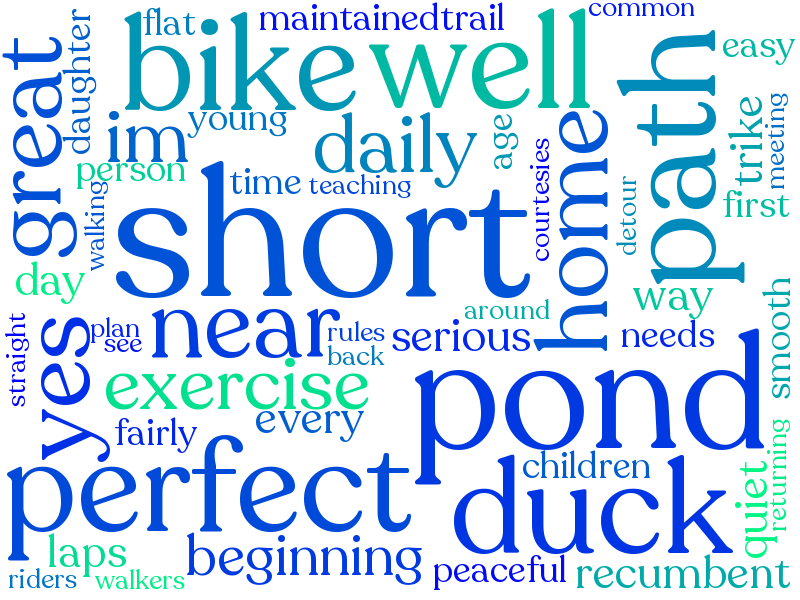 common
flat
maintainedtrail
bike
well
easy
great
daughter
path
im
young
daily
age
trike
meeting
person
time
teaching
courtesies
home
detour
first
walking
short
day
way
around
smooth
straight
yes
plan
see
near
rules
back
serious
needs
exercise
every
pond
fairly
perfect
children
duck
quiet
returning
laps
beginning
peaceful
recumbent
riders
walkers